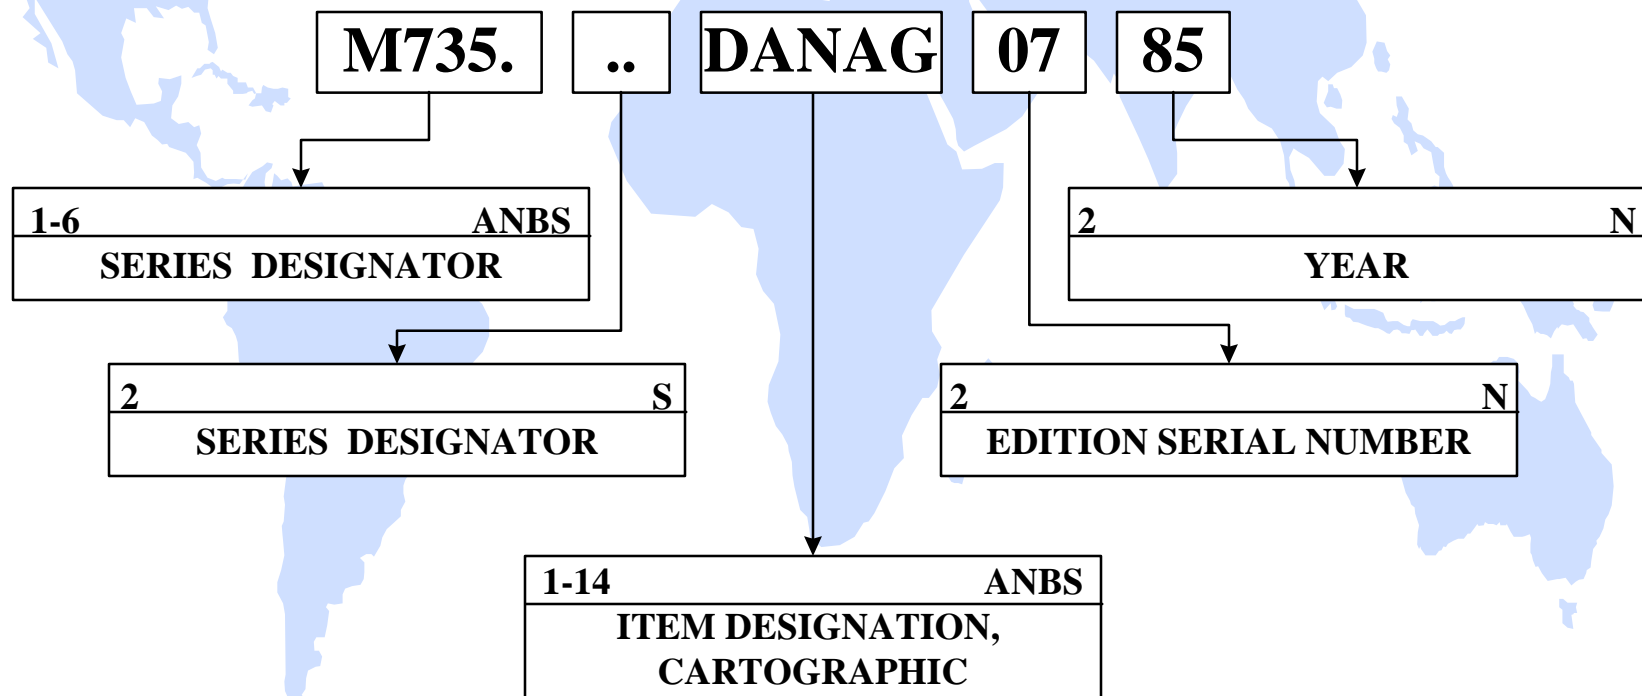 M735. .. DANAG 07 85
1-6 ANBS
SERIES DESIGNATOR
2 N
YEAR
2 S
SERIES DESIGNATOR
2 N
EDITION SERIAL NUMBER
1-14 ANBS
ITEM DESIGNATION,
CARTOGRAPHIC